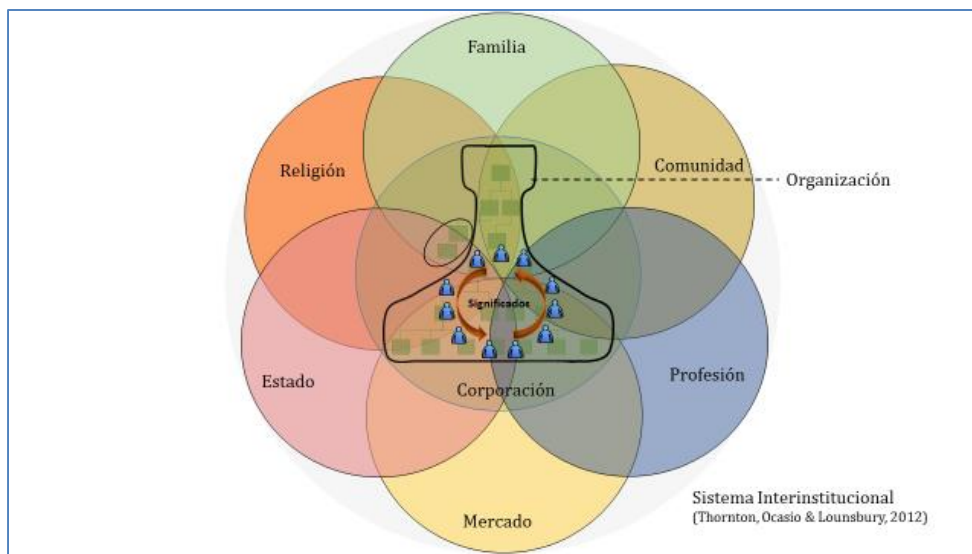 Familia
Religión
Comunidad
Organización
Significados
Estado
Corporación
Profesión
Mercado
Sistema Interinstitucional
(Thornton, Ocasio & Lounsbury, 2012)